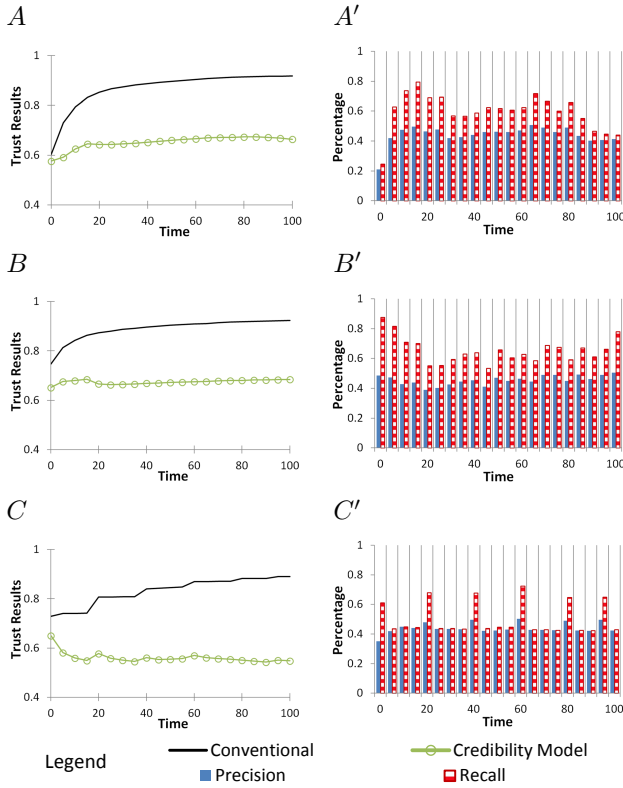 A
A′
Trust Results
1
0.8
0.6
0.4
0 20 40 60 80 100
Time
Percentage
1
0.8
0.6
0.4
0.2
0
0 20 40 60 80 100
Time
B
B′
Trust Results
1
0.8
0.6
0.4
0 20 40 60 80 100
Time
Percentage
1
0.8
0.6
0.4
0.2
0
0 20 40 60 80 100
Time
C
C′
Trust Results
1
0.8
0.6
0.4
0 20 40 60 80 100
Time
Percentage
1
0.8
0.6
0.4
0.2
0
0 20 40 60 80 100
Time
Legend
Conventional
Credibility Model
Precision
Recall